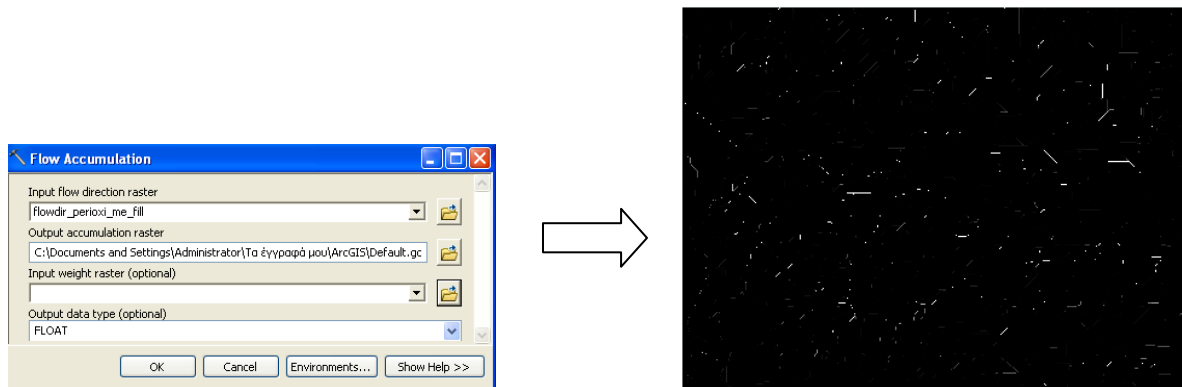 Flow Accumulation
Input flow direction raster
flowdir_perioxi_me_fill
Output accumulation raster
C:\Documents and Settings\Administrator\Τα έγγραφά μου\ArcGIS\Default.gc
Input weight raster (optional)
Output data type (optional)
FLOAT
OK
Cancel
Environments...
Show Help >>